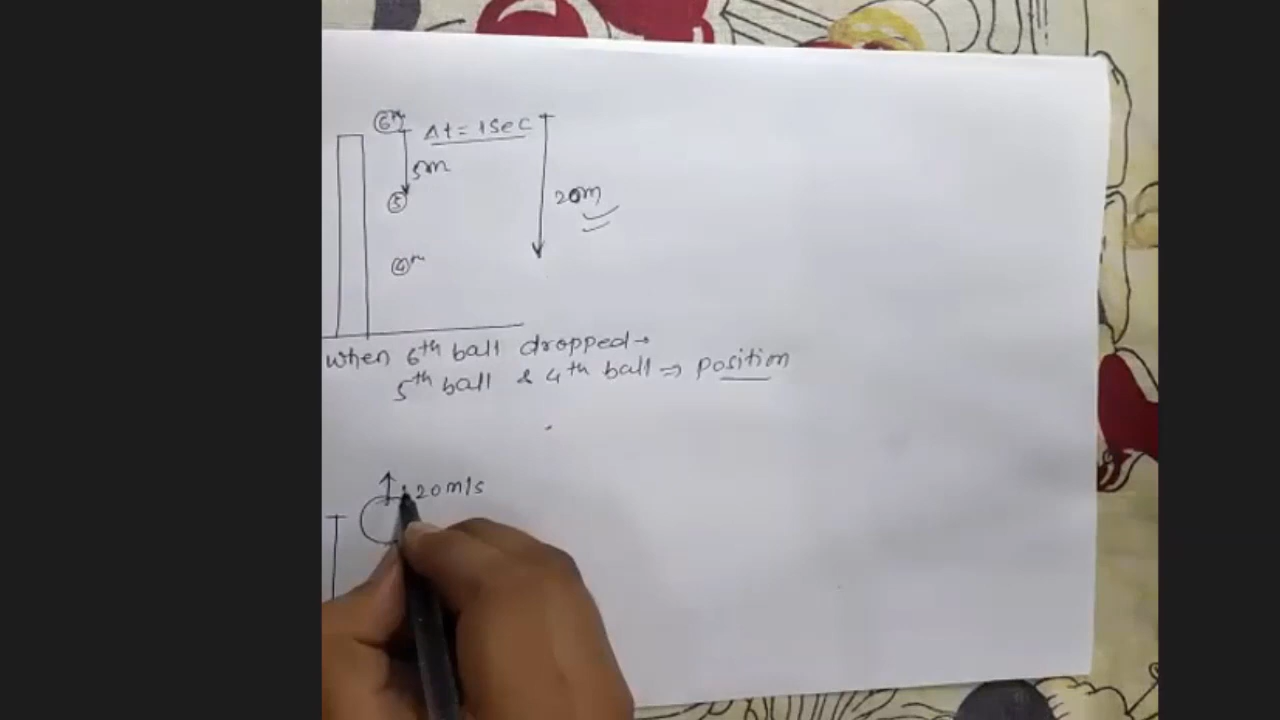 6th Δt = 1sec
5m
5
20m
4th
when 6th ball dropped →
5th ball & 4th ball ⇒ position
↑ 20m/s